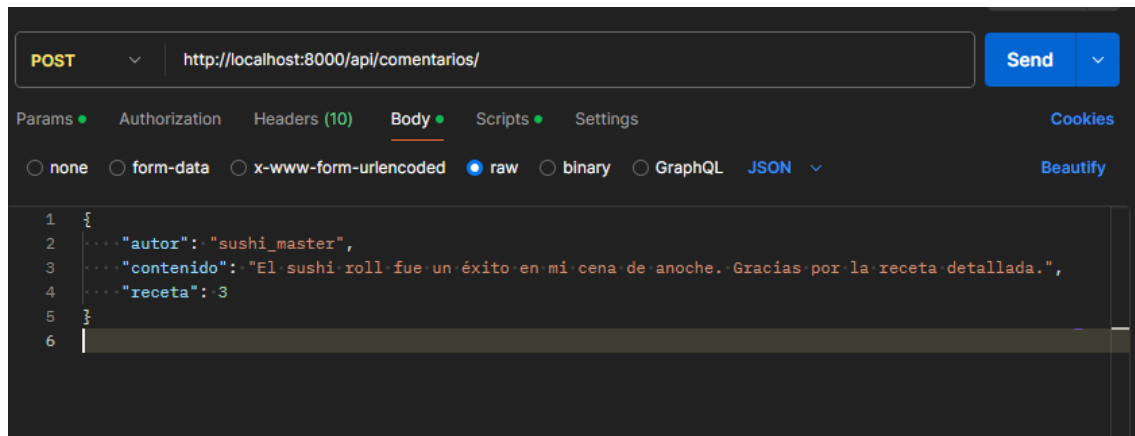 POST http://localhost:8000/api/comentarios/ Send
Params Authorization Headers (10) Body Scripts Settings Cookies
none form-data x-www-form-urlencoded raw binary GraphQL JSON Beautify
1 {
2 "autor": "sushi_master",
3 "contenido": "El sushi roll fue un éxito en mi cena de anoche. Gracias por la receta detallada.",
4 "receta": 3
5 }
6